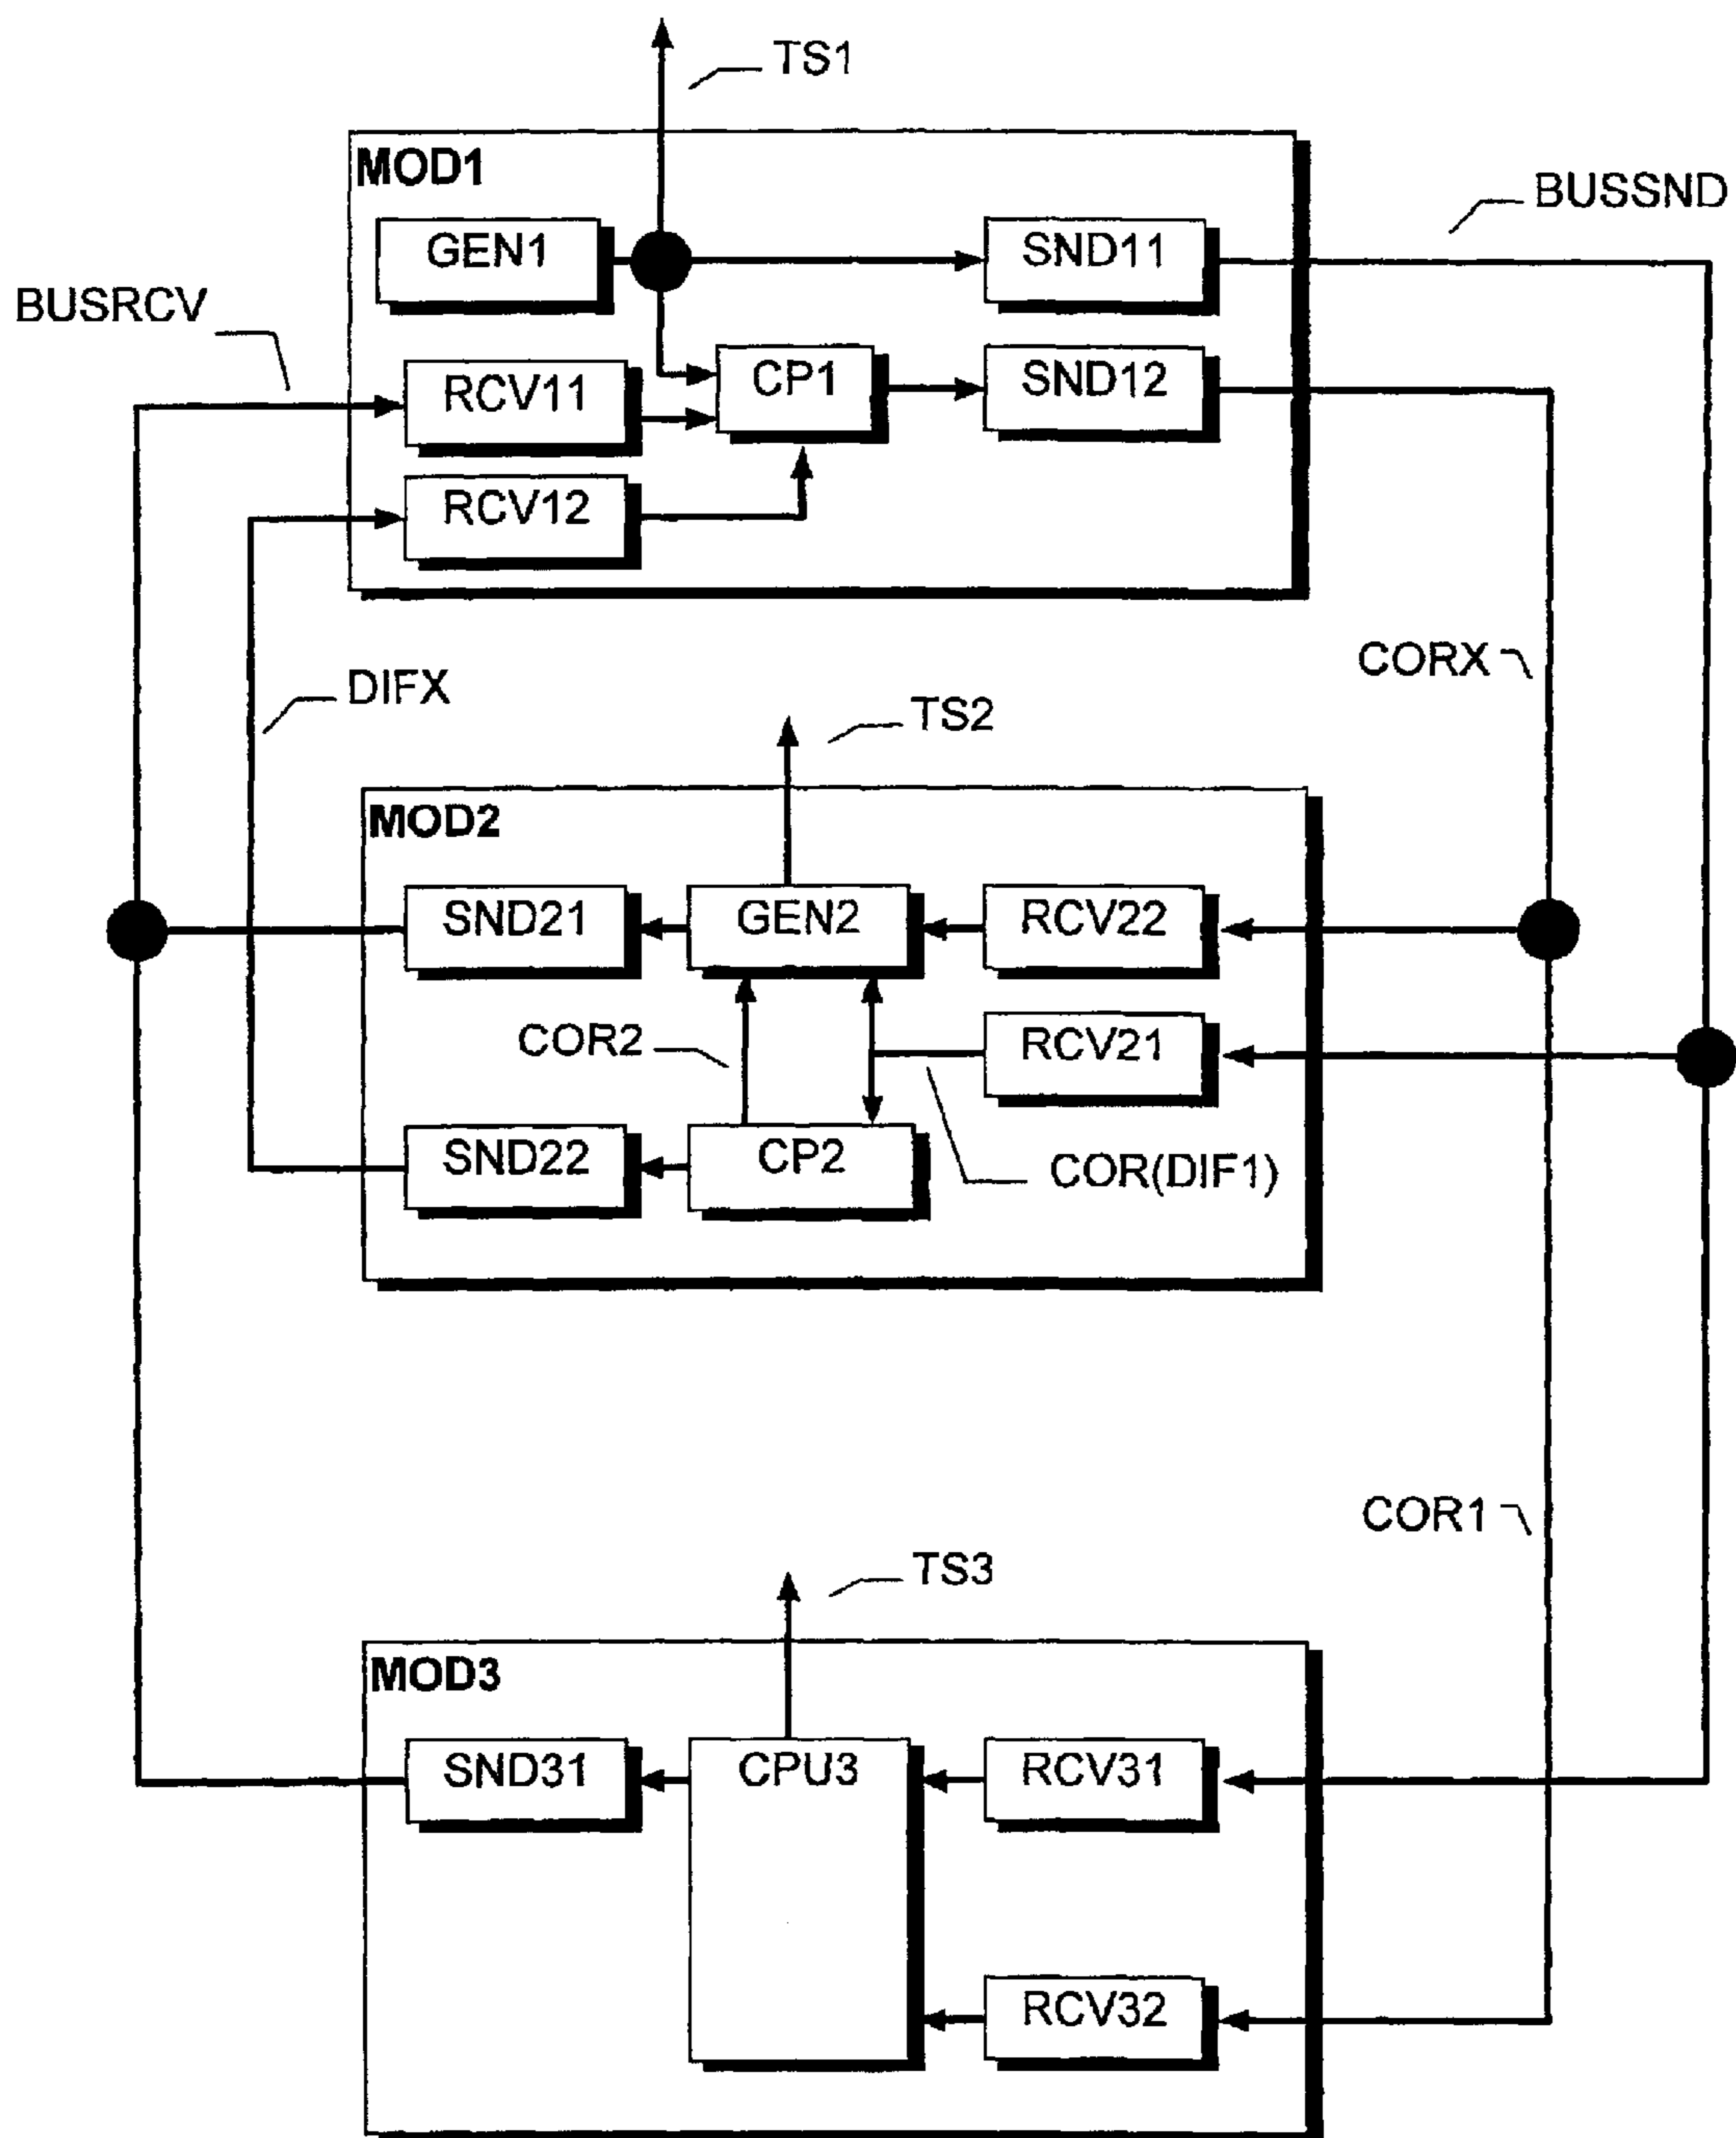 TS1
MOD1
BUSSND
GEN1
SND11
BUSRCV
RCV11
CP1
SND12
RCV12
CORX
DIFX
TS2
MOD2
SND21
GEN2
RCV22
COR2
RCV21
SND22
CP2
COR(DIF1)
COR1
TS3
MOD3
SND31
CPU3
RCV31
RCV32